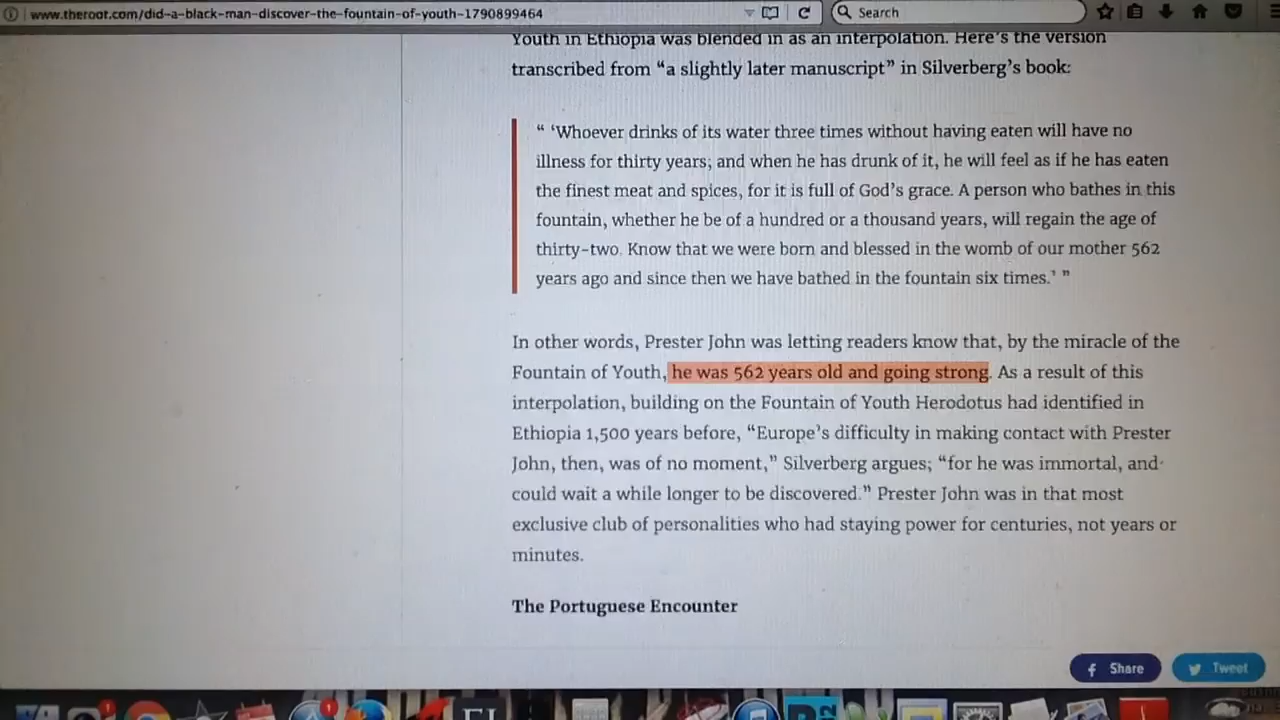 www.theroot.com/did-a-black-man-discover-the-fountain-of-youth-1790899464
Search
Youth in Ethiopia was blended in as an interpolation. Here's the version
transcribed from “a slightly later manuscript” in Silverberg's book:
“ ‘Whoever drinks of its water three times without having eaten will have no
illness for thirty years; and when he has drunk of it, he will feel as if he has eaten
the finest meat and spices, for it is full of God's grace. A person who bathes in this
fountain, whether he be of a hundred or a thousand years, will regain the age of
thirty-two. Know that we were born and blessed in the womb of our mother 562
years ago and since then we have bathed in the fountain six times.’ ”
In other words, Prester John was letting readers know that, by the miracle of the
Fountain of Youth, he was 562 years old and going strong. As a result of this
interpolation, building on the Fountain of Youth Herodotus had identified in
Ethiopia 1,500 years before, “Europe's difficulty in making contact with Prester
John, then, was of no moment,” Silverberg argues; “for he was immortal, and
could wait a while longer to be discovered.” Prester John was in that most
exclusive club of personalities who had staying power for centuries, not years or
minutes.
The Portuguese Encounter
f Share
Tweet